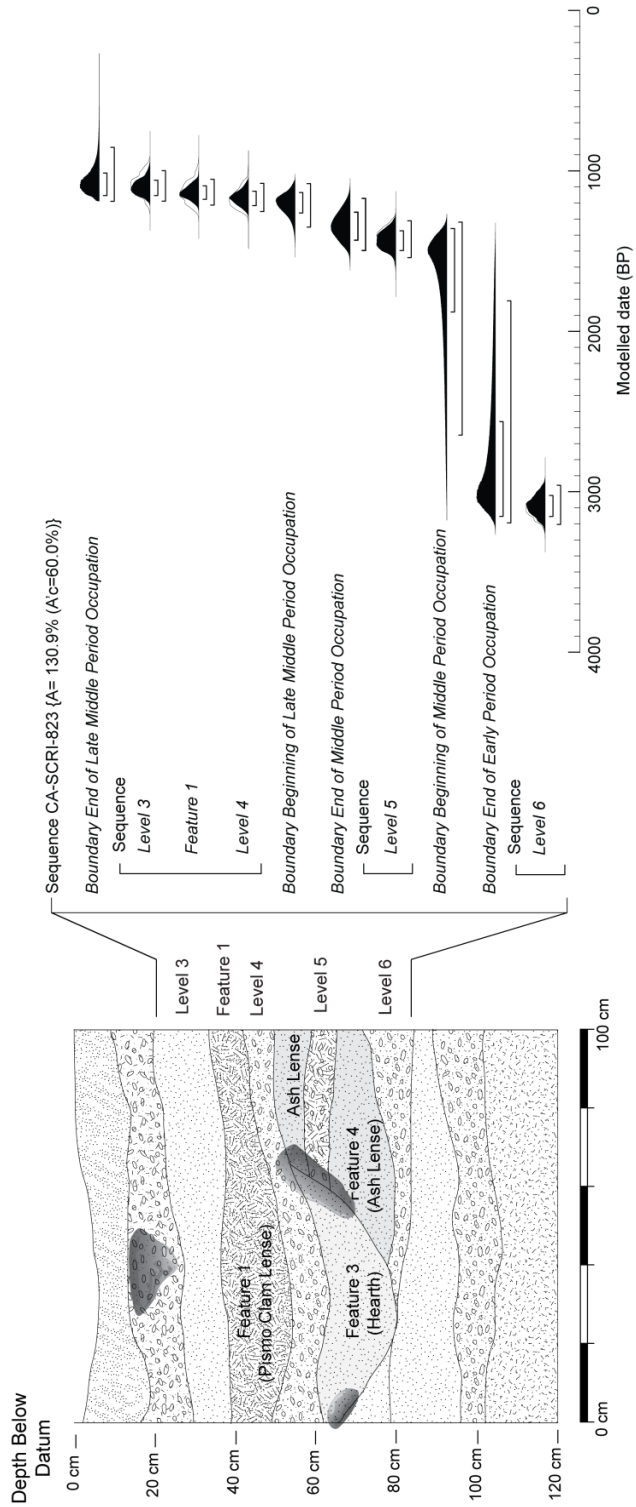 Depth Below
Datum
0 cm
20 cm
40 cm
60 cm
80 cm
100 cm
120 cm
Feature 1
(Pismo Clam Lense)
Ash Lense
Feature 3
(Hearth)
Feature 4
(Ash Lense)
0 cm
100 cm
Level 3
Feature 1
Level 4
Level 5
Level 6
Sequence CA-SCRI-823 {A= 130.9% (A'c=60.0%)}
Boundary End of Late Middle Period Occupation
Sequence
Level 3
Feature 1
Level 4
Boundary Beginning of Late Middle Period Occupation
Boundary End of Middle Period Occupation
Sequence
Level 5
Boundary Beginning of Middle Period Occupation
Boundary End of Early Period Occupation
Sequence
Level 6
4000
3000
2000
1000
0
Modelled date (BP)